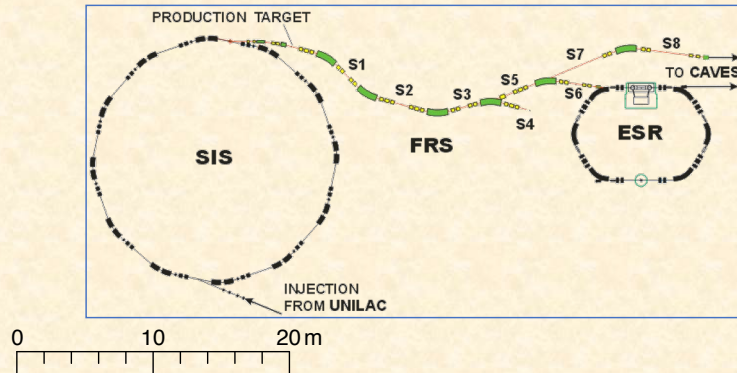 PRODUCTION TARGET
S1
S2
S3
S4
S5
S6
S7
S8
TO CAVES
SIS
FRS
ESR
INJECTION
FROM UNILAC
0 10 20 m